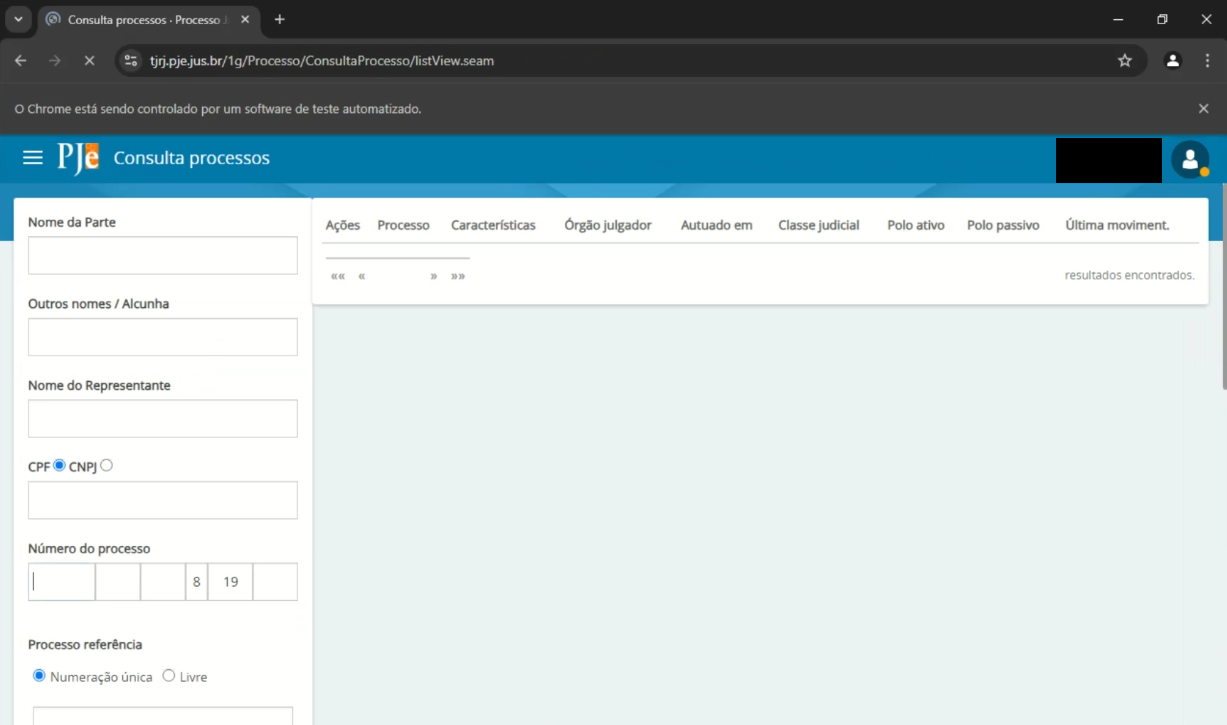 Consulta processos · Processo J
tjrj.pje.jus.br/1g/Processo/ConsultaProcesso/listView.seam
O Chrome está sendo controlado por um software de teste automatizado.
PJe Consulta processos
Nome da Parte
Outros nomes / Alcunha
Nome do Representante
CPF CNPJ
Número do processo
8 19
Processo referência
Numeração única Livre
Ações Processo Características Órgão julgador Autuado em Classe judicial Polo ativo Polo passivo Última moviment.
«« « » »» resultados encontrados.